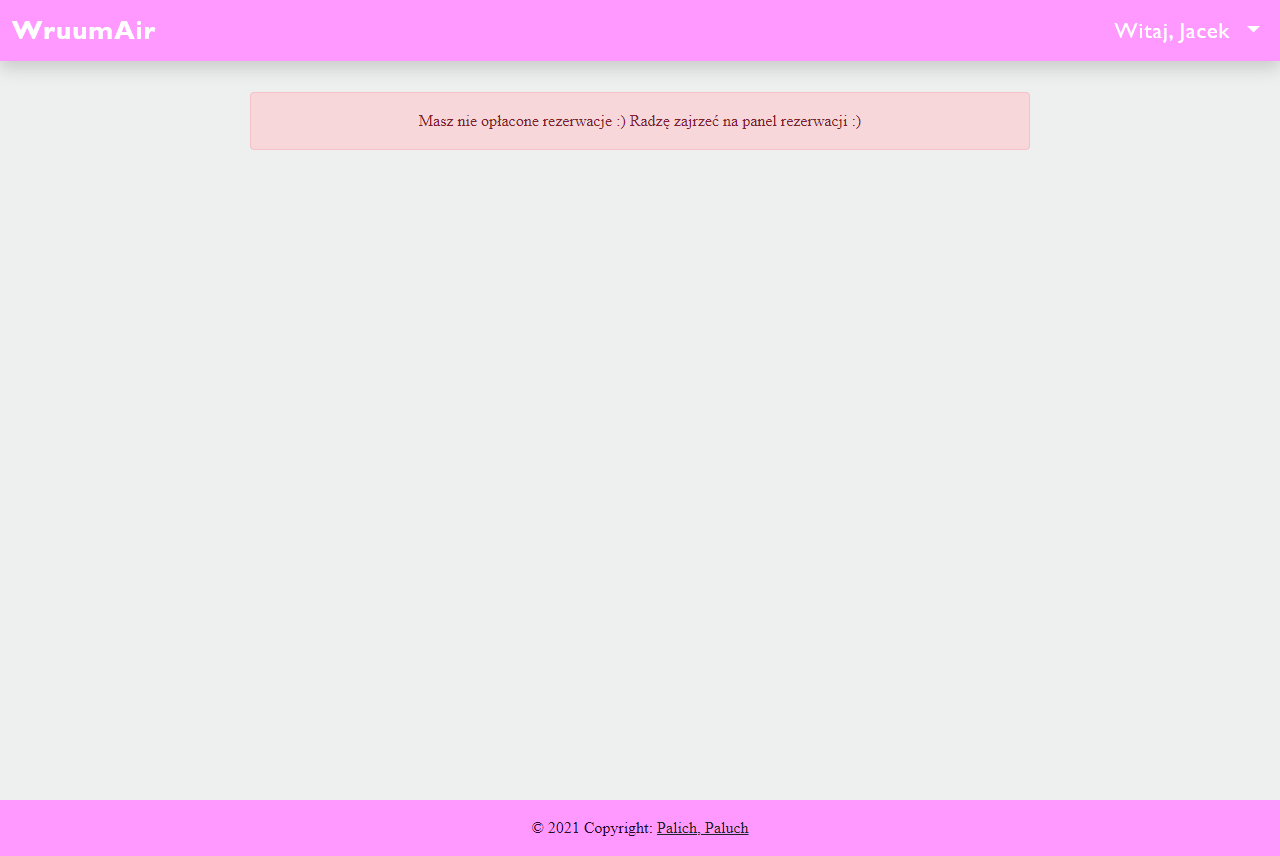 WruumAir
Witaj, Jacek
Masz nie opłacone rezerwacje :) Radzę zajrzeć na panel rezerwacji :)
© 2021 Copyright: Palich, Paluch